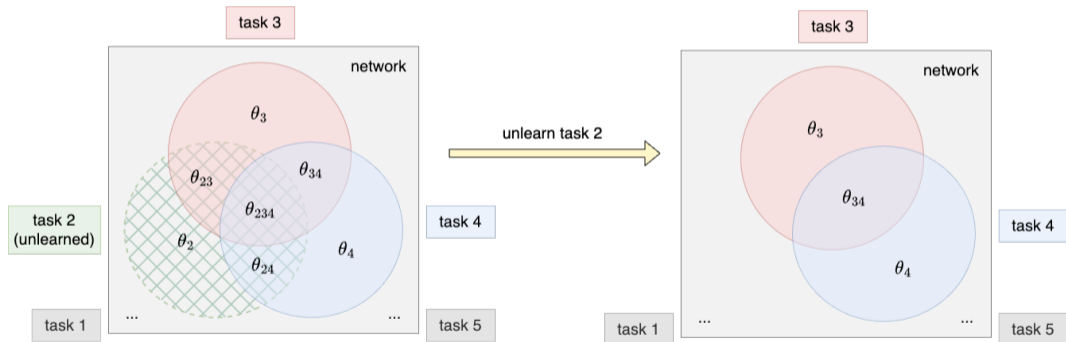 task 3
network
θ3
θ23
θ34
θ234
θ2
θ24
θ4
task 2
(unlearned)
task 4
task 1
...
...
task 5
unlearn task 2
task 3
network
θ3
θ34
θ4
task 4
task 1
...
...
task 5